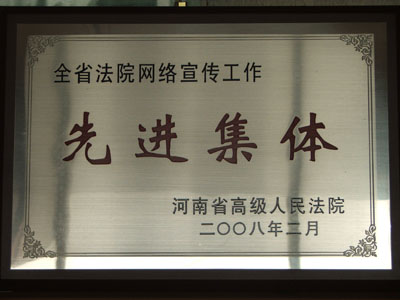 全省法院网络宣传工作
先进集体
河南省高级人民法院
二〇〇八年二月